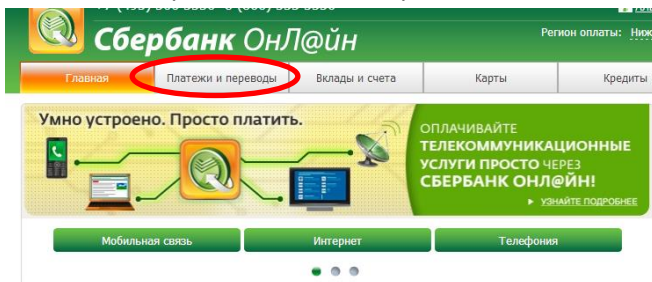 Сбербанк ОнЛ@йн
Регион оплаты:
Главная Платежи и переводы Вклады и счета Карты Кредиты
Умно устроено. Просто платить.
ОПЛАЧИВАЙТЕ
ТЕЛЕКОММУНИКАЦИОННЫЕ
УСЛУГИ ПРОСТО ЧЕРЕЗ
СБЕРБАНК ОНЛ@ЙН!
УЗНАЙТЕ ПОДРОБНЕЕ
Мобильная связь Интернет Телефония